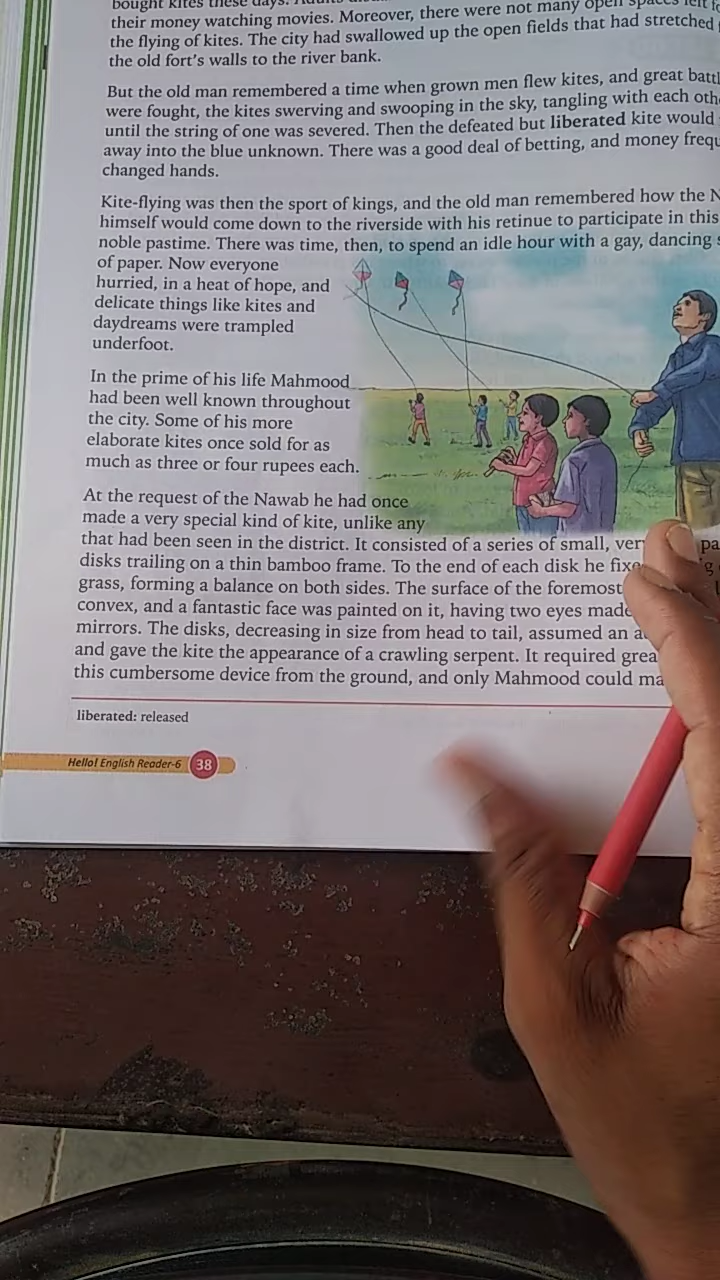 bought kites these days.
their money watching movies. Moreover, there were not many open spaces left
the flying of kites. The city had swallowed up the open fields that had stretched
the old fort's walls to the river bank.
But the old man remembered a time when grown men flew kites, and great
were fought, the kites swerving and swooping in the sky, tangling with each
until the string of one was severed. Then the defeated but liberated kite would
away into the blue unknown. There was a good deal of betting, and money
changed hands.
Kite-flying was then the sport of kings, and the old man remembered how the
himself would come down to the riverside with his retinue to participate in this
noble pastime. There was time, then, to spend an idle hour with a gay, dancing
of paper. Now everyone
hurried, in a heat of hope, and
delicate things like kites and
daydreams were trampled
underfoot.
In the prime of his life Mahmood
had been well known throughout
the city. Some of his more
elaborate kites once sold for as
much as three or four rupees each.
At the request of the Nawab he had once
made a very special kind of kite, unlike any
that had been seen in the district. It consisted of a series of small, very
disks trailing on a thin bamboo frame. To the end of each disk he
grass, forming a balance on both sides. The surface of the foremost
convex, and a fantastic face was painted on it, having two eyes made
mirrors. The disks, decreasing in size from head to tail, assumed an
and gave the kite the appearance of a crawling serpent. It required
this cumbersome device from the ground, and only Mahmood could
liberated: released
Hello! English Reader-6 38